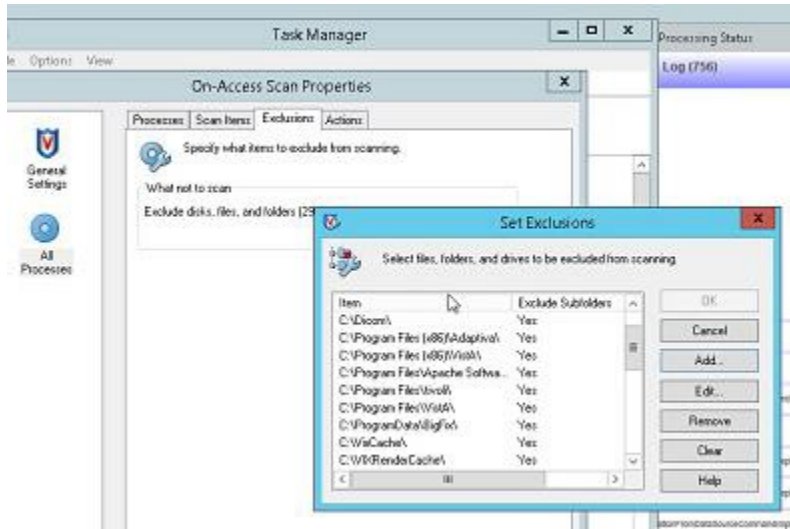 Task Manager
Processing Status
Options View
Log (756)
On-Access Scan Properties
Processes Scan Items Exclusions Actions
Specify what items to exclude from scanning.
General Settings
What not to scan
Exclude disks, files, and folders (29
All Processes
Set Exclusions
Select files, folders, and drives to be excluded from scanning.
Item Exclude Subfolders
C:\Dicom\ Yes
C:\Program Files (x86)\Adaptiva\ Yes
C:\Program Files (x86)\VistA\ Yes
C:\Program Files\Apache Softwa... Yes
C:\Program Files\tivoli\ Yes
C:\Program Files\VistA\ Yes
C:\ProgramData\BigFix\ Yes
C:\VixCache\ Yes
C:\VIXRenderCache\ Yes
OK
Cancel
Add...
Edit...
Remove
Clear
Help